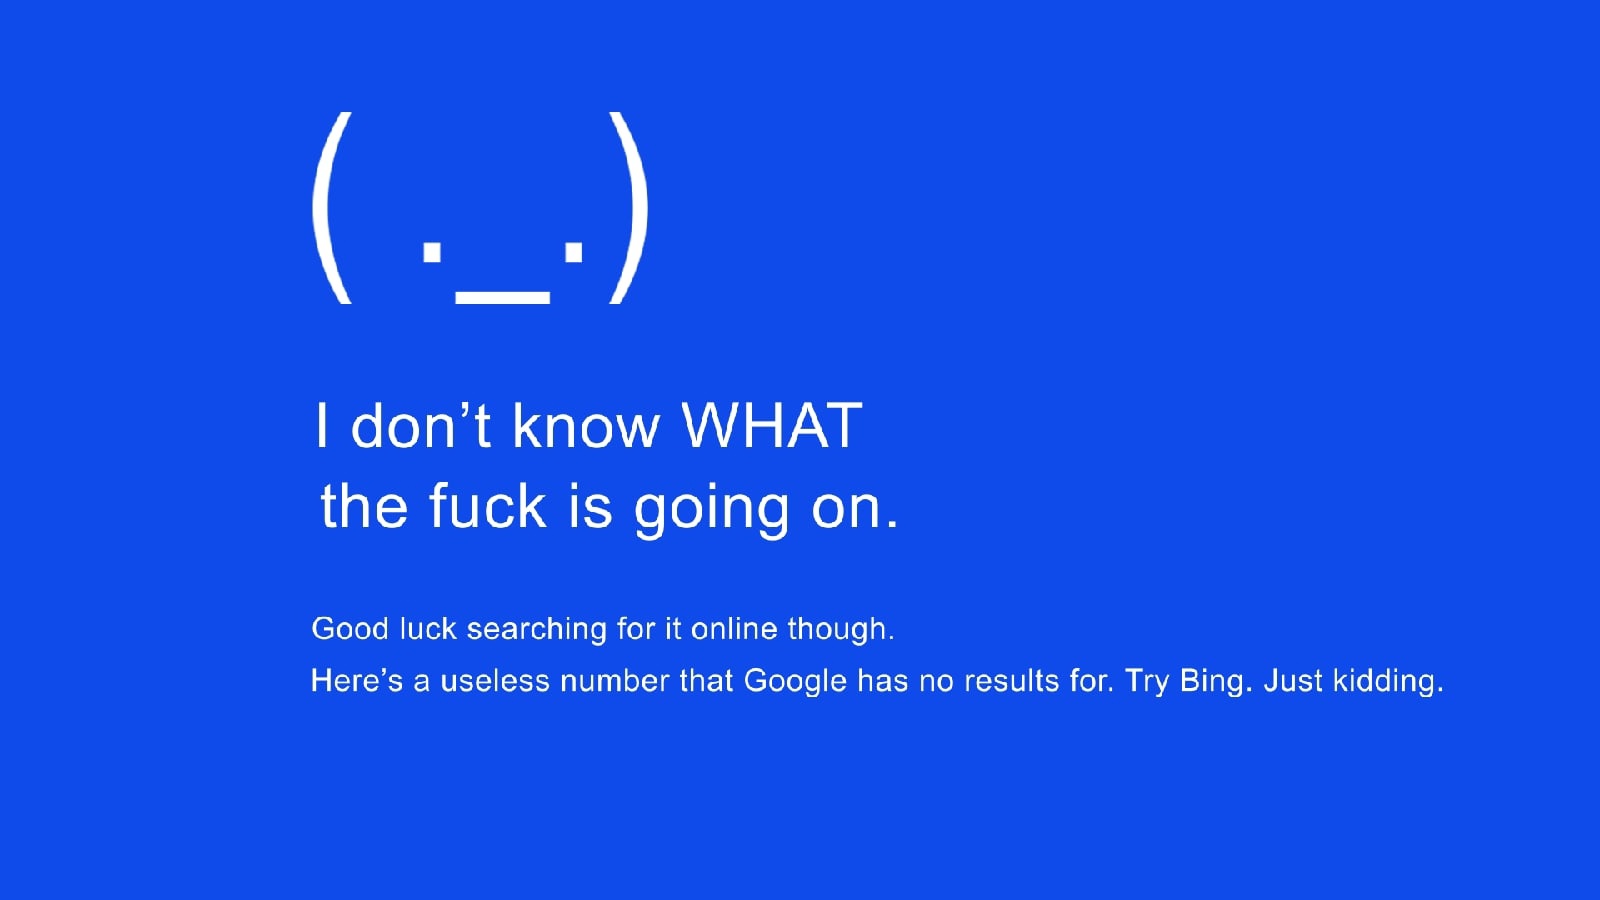 ( ._.)
I don’t know WHAT
the fuck is going on.
Good luck searching for it online though.
Here’s a useless number that Google has no results for. Try Bing. Just kidding.